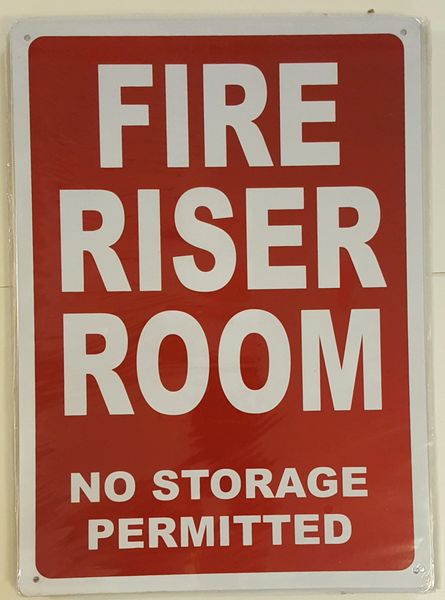 FIRE
RISER
ROOM
NO STORAGE
PERMITTED